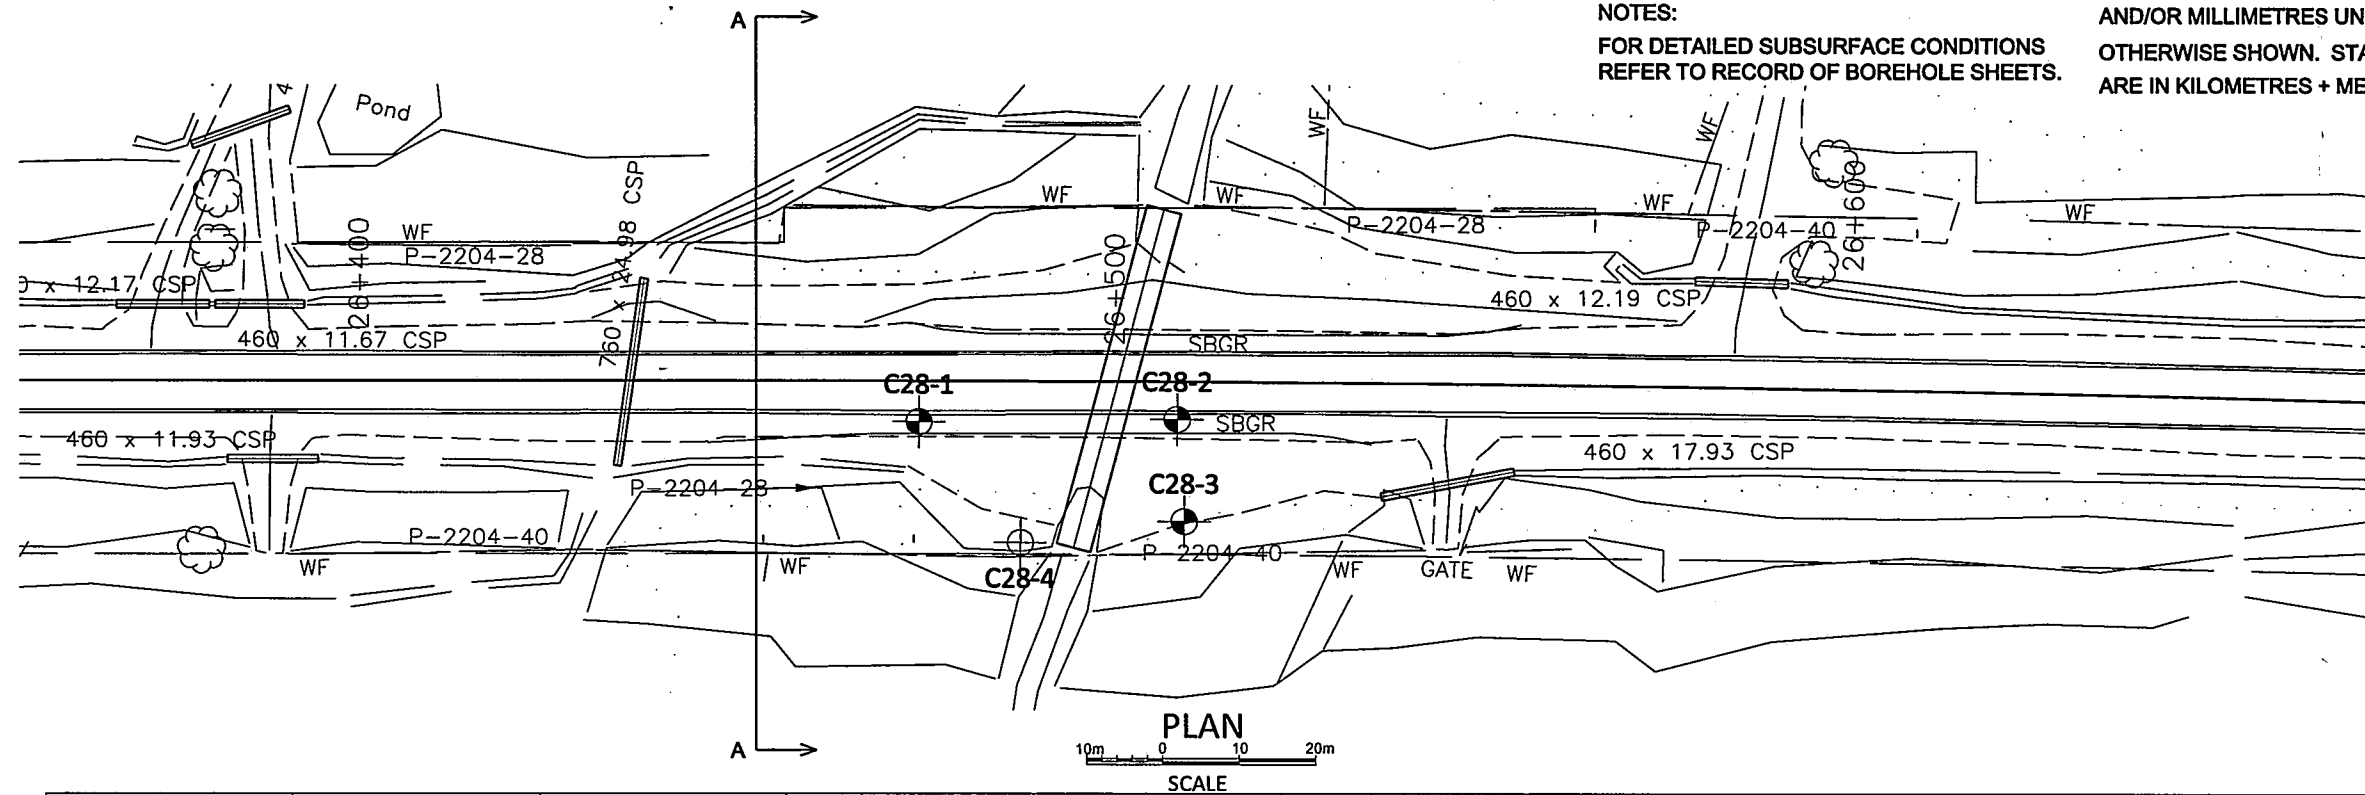 A
NOTES:
FOR DETAILED SUBSURFACE CONDITIONS
REFER TO RECORD OF BOREHOLE SHEETS.
AND/OR MILLIMETRES UN
OTHERWISE SHOWN. STA
ARE IN KILOMETRES + ME
4
Pond
WF
WF
760 x 24.98 CSP
WF
WF
WF
WF
WF
26+400
P-2204-28
26+500
P-2204-28
P-2204-40
26+600
0 x 12.17 CSP
460 x 12.19 CSP
460 x 11.67 CSP
SBGR
C28-1
C28-2
460 x 11.93 CSP
SBGR
460 x 17.93 CSP
P-2204-28
C28-3
P-2204-40
P-2204-40
WF
WF
C28-4
WF
GATE
WF
PLAN
A
10m 0 10 20m
SCALE